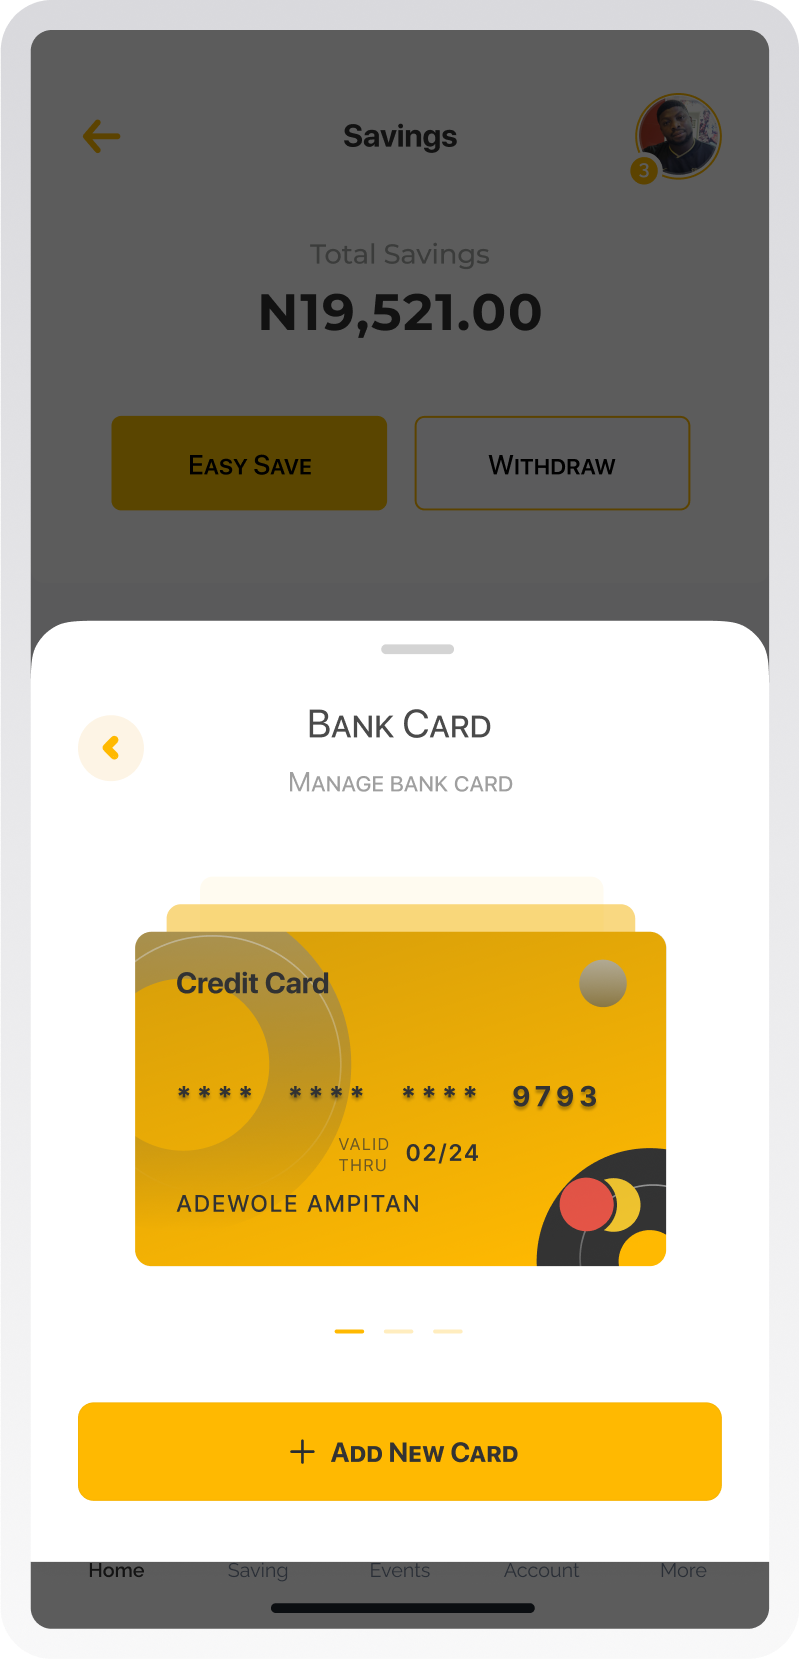 Savings
3
Total Savings
N19,521.00
Easy Save
Withdraw
Bank Card
Manage bank card
Credit Card
**** **** **** 9793
VALID
THRU 02/24
ADEWOLE AMPITAN
+ Add New Card
Home Saving Events Account More